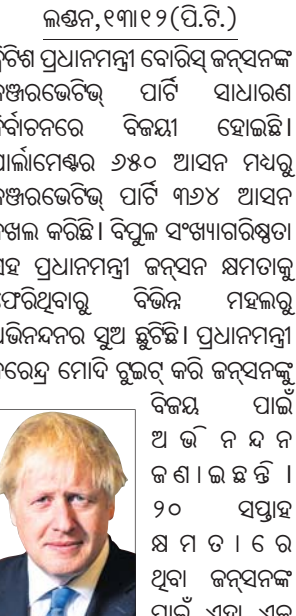 ଲଣ୍ଡନ,୧୩ା୧୨(ପି.ଟି.)
ବ୍ରିଟିଶ ପ୍ରଧାନମନ୍ତ୍ରୀ ବୋରିସ୍ ଜନ୍‌ସନଙ୍କ
କଞ୍ଜରଭେଟିଭ୍ ପାର୍ଟି ସାଧାରଣ
ନିର୍ବାଚନରେ ବିଜୟୀ ହୋଇଛି।
ପାର୍ଲାମେଣ୍ଟର ୬୫୦ ଆସନ ମଧ୍ୟରୁ
କଞ୍ଜରଭେଟିଭ୍ ପାର୍ଟି ୩୬୪ ଆସନ
ଦଖଲ କରିଛି। ବିପୁଳ ସଂଖ୍ୟାଗରିଷ୍ଠତା
ସହ ପ୍ରଧାନମନ୍ତ୍ରୀ ଜନ୍‌ସନ କ୍ଷମତାକୁ
ଫେରିଥିବାରୁ ବିଭିନ୍ନ ମହଲରୁ
ଅଭିନନ୍ଦନର ସୁଅ ଛୁଟିଛି। ପ୍ରଧାନମନ୍ତ୍ରୀ
ନରେନ୍ଦ୍ର ମୋଦି ଟୁଇଟ୍ କରି ଜନ୍‌ସନଙ୍କୁ
ବିଜୟ ପାଇଁ
ଅଭିନନ୍ଦନ
ଜଣାଇଛନ୍ତି।
୨୦ ସପ୍ତାହ
କ୍ଷମତାରେ
ଥିବା ଜନ୍‌ସନଙ୍କ
ପାଇଁ ଏହା ଏକ